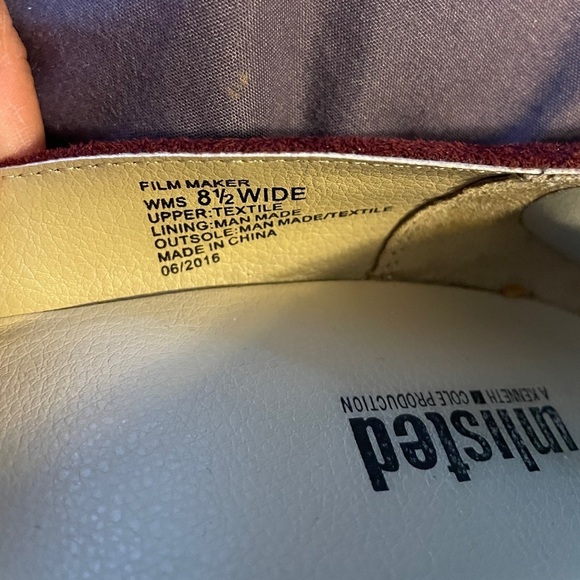 FILM MAKER
WMS 8½ WIDE
UPPER:TEXTILE
LINING:MAN MADE
OUTSOLE:MAN MADE/TEXTILE
MADE IN CHINA
06/2016
unlisted
A KENNETH COLE PRODUCTION